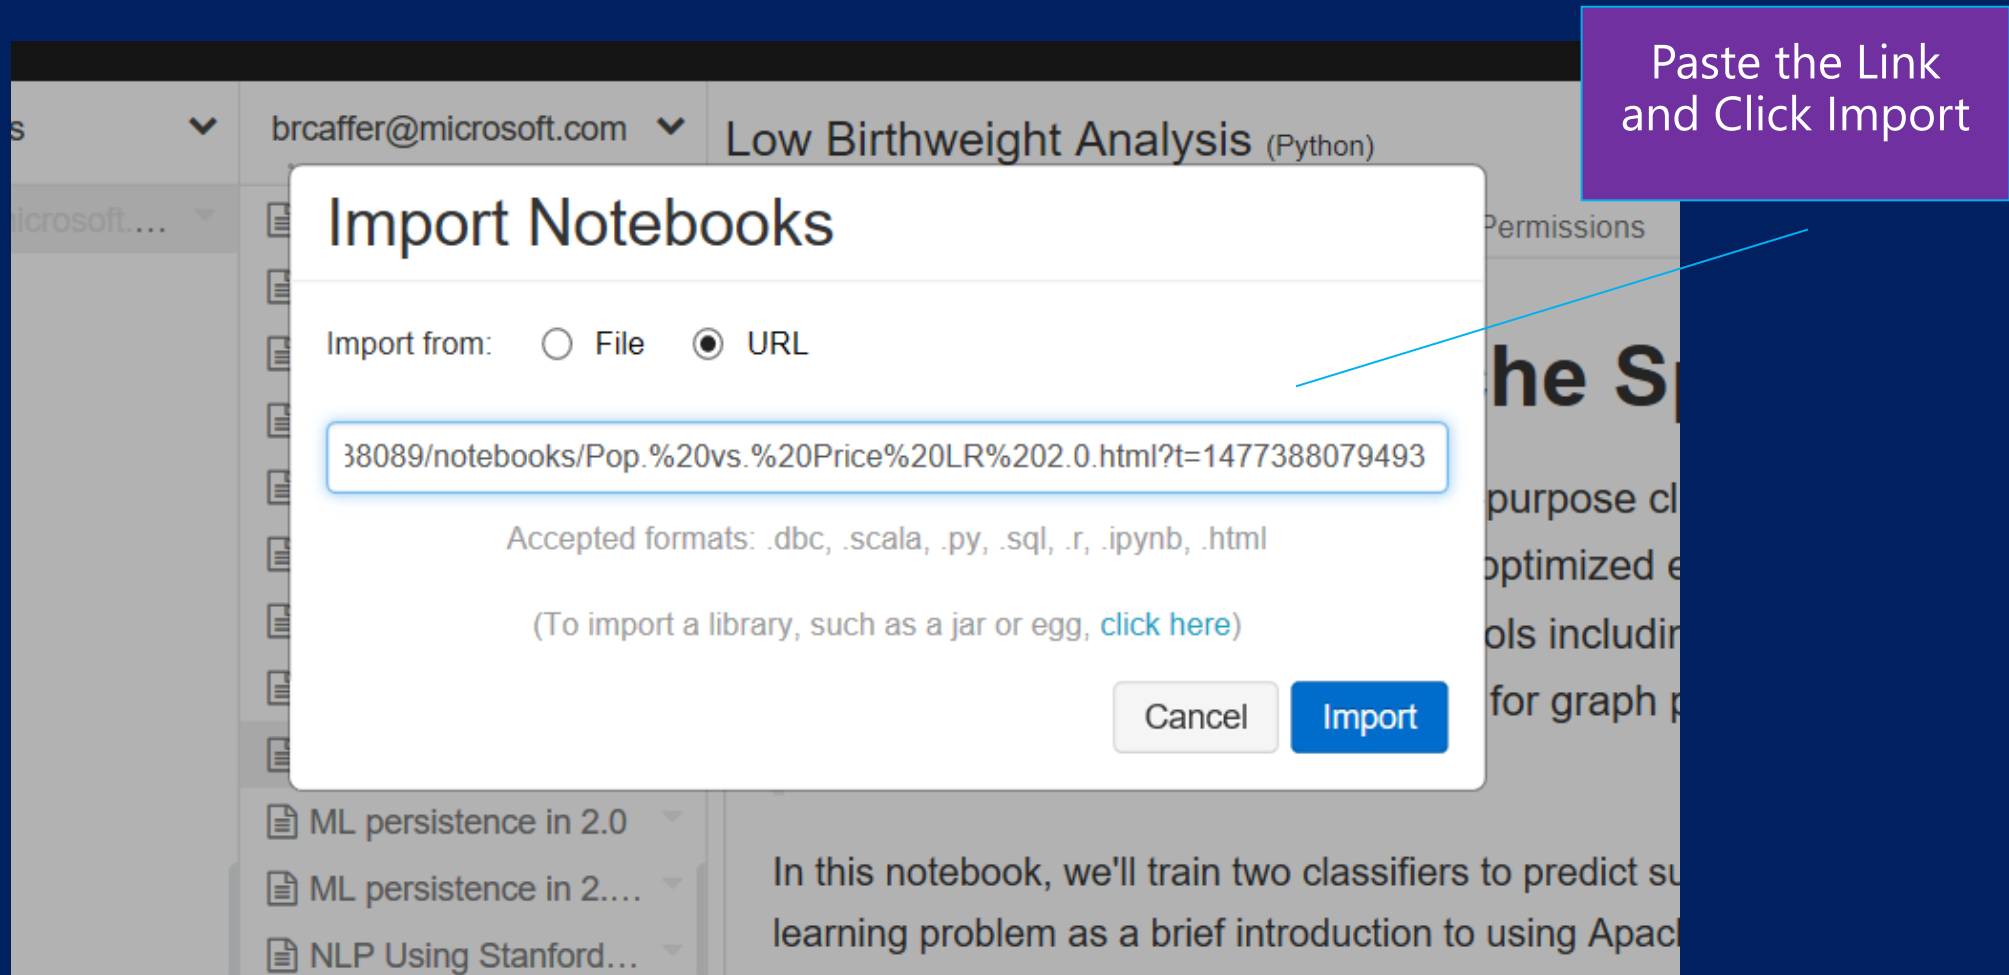 Paste the Link
and Click Import
s
brcaffer@microsoft.com
Low Birthweight Analysis (Python)
icrosoft....
Permissions
Import Notebooks
Import from: File URL
38089/notebooks/Pop.%20vs.%20Price%20LR%202.0.html?t=1477388079493
Accepted formats: .dbc, .scala, .py, .sql, .r, .ipynb, .html
(To import a library, such as a jar or egg, click here)
Cancel Import
he S
purpose cl
optimized e
ols includin
for graph p
ML persistence in 2.0
ML persistence in 2....
NLP Using Stanford...
In this notebook, we'll train two classifiers to predict su
learning problem as a brief introduction to using Apac